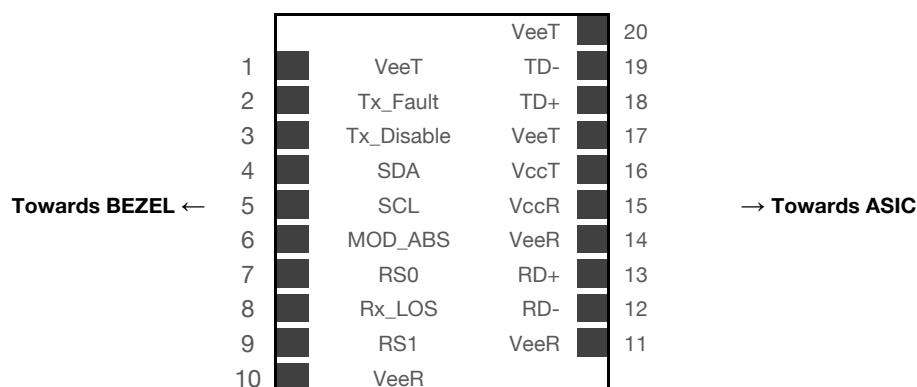 VeeT 20
1 VeeT TD- 19
2 Tx_Fault TD+ 18
3 Tx_Disable VeeT 17
4 SDA VccT 16
Towards BEZEL ← 5 SCL VccR 15 → Towards ASIC
6 MOD_ABS VeeR 14
7 RS0 RD+ 13
8 Rx_LOS RD- 12
9 RS1 VeeR 11
10 VeeR